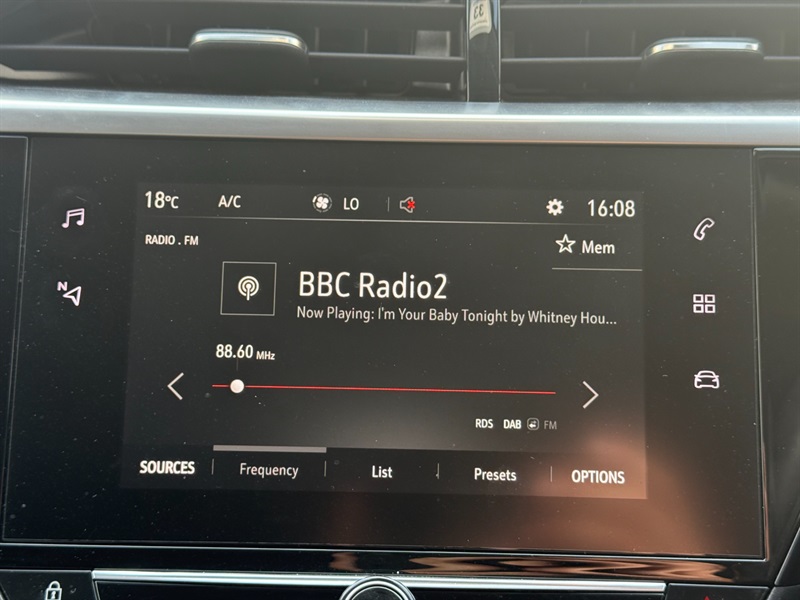 18°C A/C LO 16:08
RADIO . FM
Mem
BBC Radio2
Now Playing: I'm Your Baby Tonight by Whitney Hou...
N
88.60 MHz
RDS DAB FM
SOURCES Frequency List Presets OPTIONS